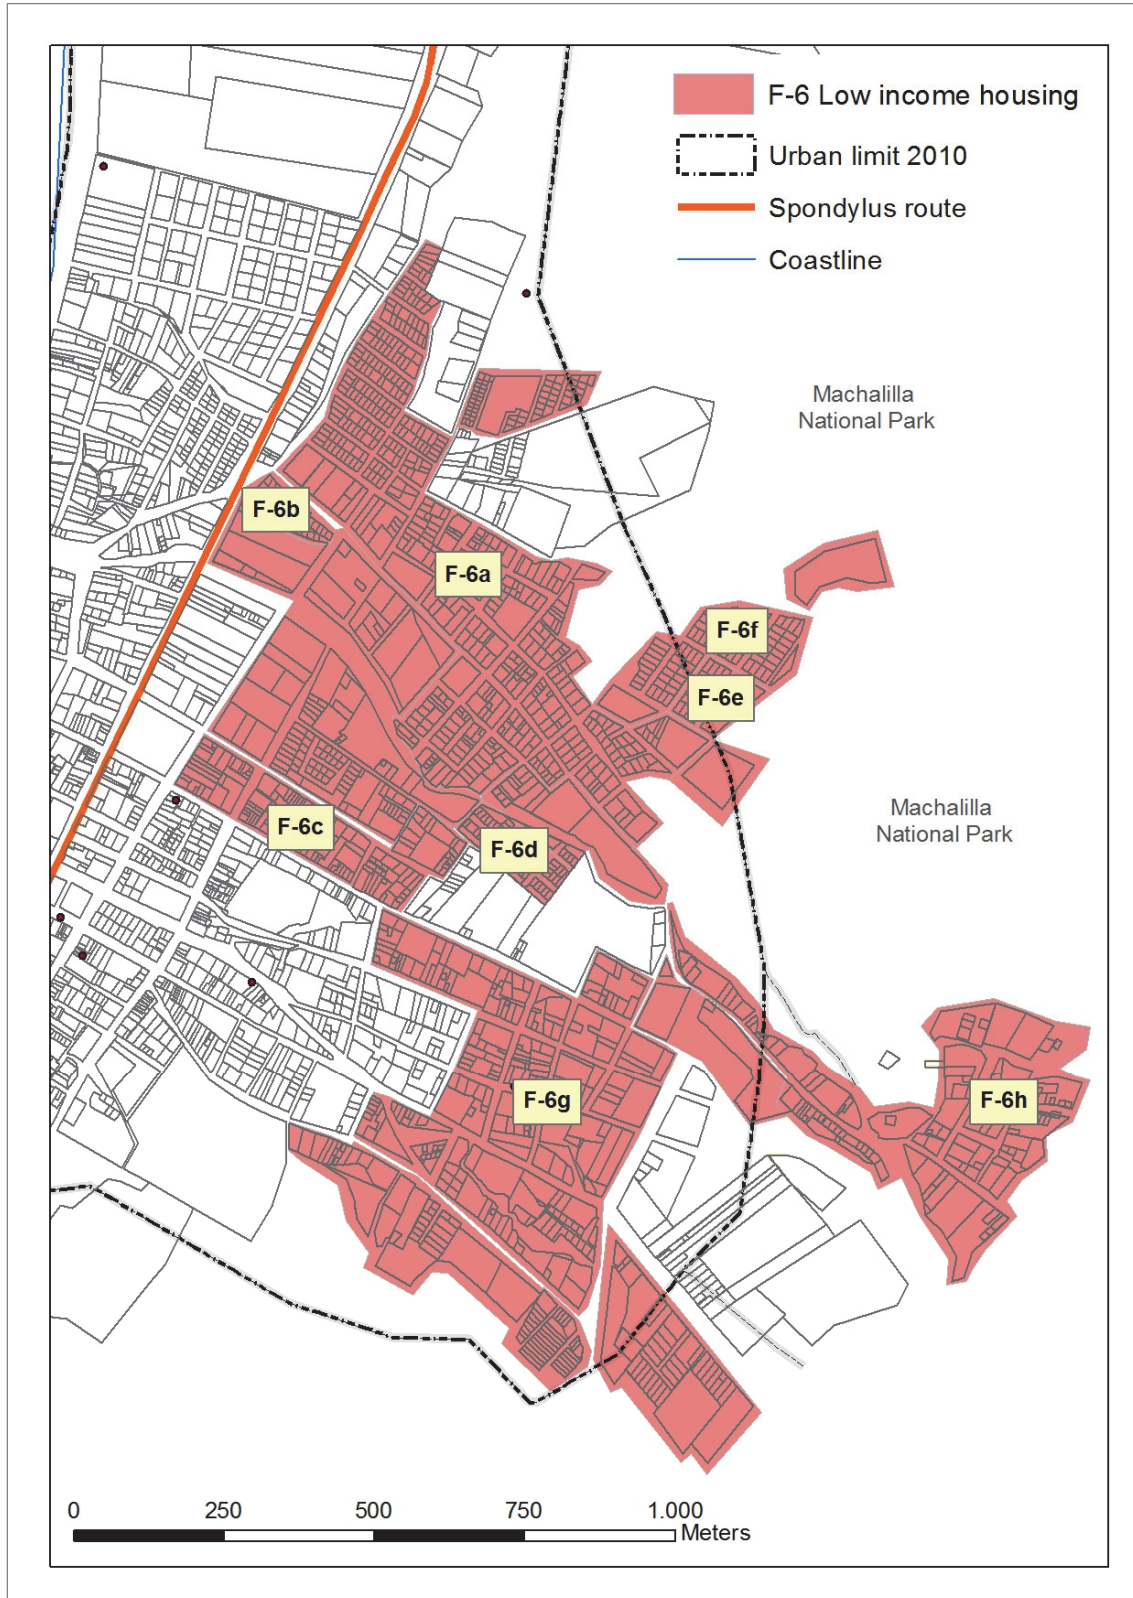 F-6 Low income housing
Urban limit 2010
Spondylus route
Coastline
Machalilla
National Park
F-6b
F-6a
F-6f
F-6e
Machalilla
National Park
F-6c
F-6d
F-6g
F-6h
0 250 500 750 1.000
Meters